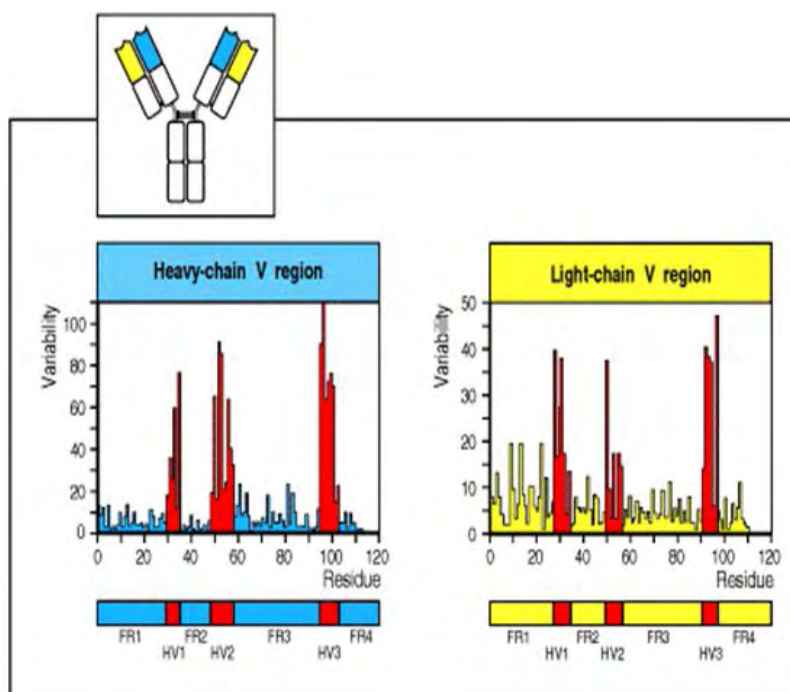 Heavy-chain V region
Variability
100
80
60
40
20
0
0 20 40 60 80 100 120
Residue
FR1 FR2 FR3 FR4
HV1 HV2 HV3
Light-chain V region
Variability
50
40
30
20
10
0
0 20 40 60 80 100 120
Residue
FR1 FR2 FR3 FR4
HV1 HV2 HV3